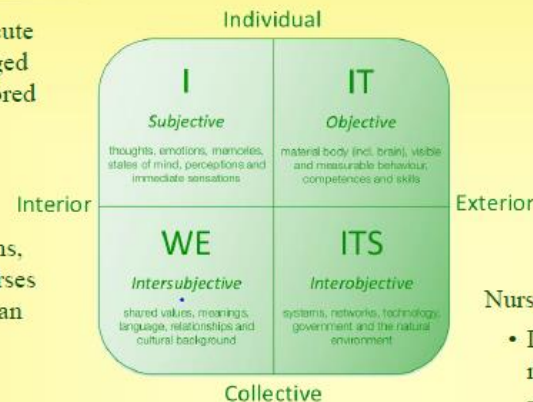 Individual
cute
ged
ored
I
Subjective
thoughts, emotions, memories,
states of mind, perceptions and
immediate sensations
IT
Objective
material body (incl. brain), visible
and measurable behaviour,
competences and skills
Interior
Exterior
ns,
rses
an
WE
Intersubjective
shared values, meanings,
language, relationships and
cultural background
ITS
Interobjective
systems, networks, technology,
government and the natural
environment
Nurs
Collective